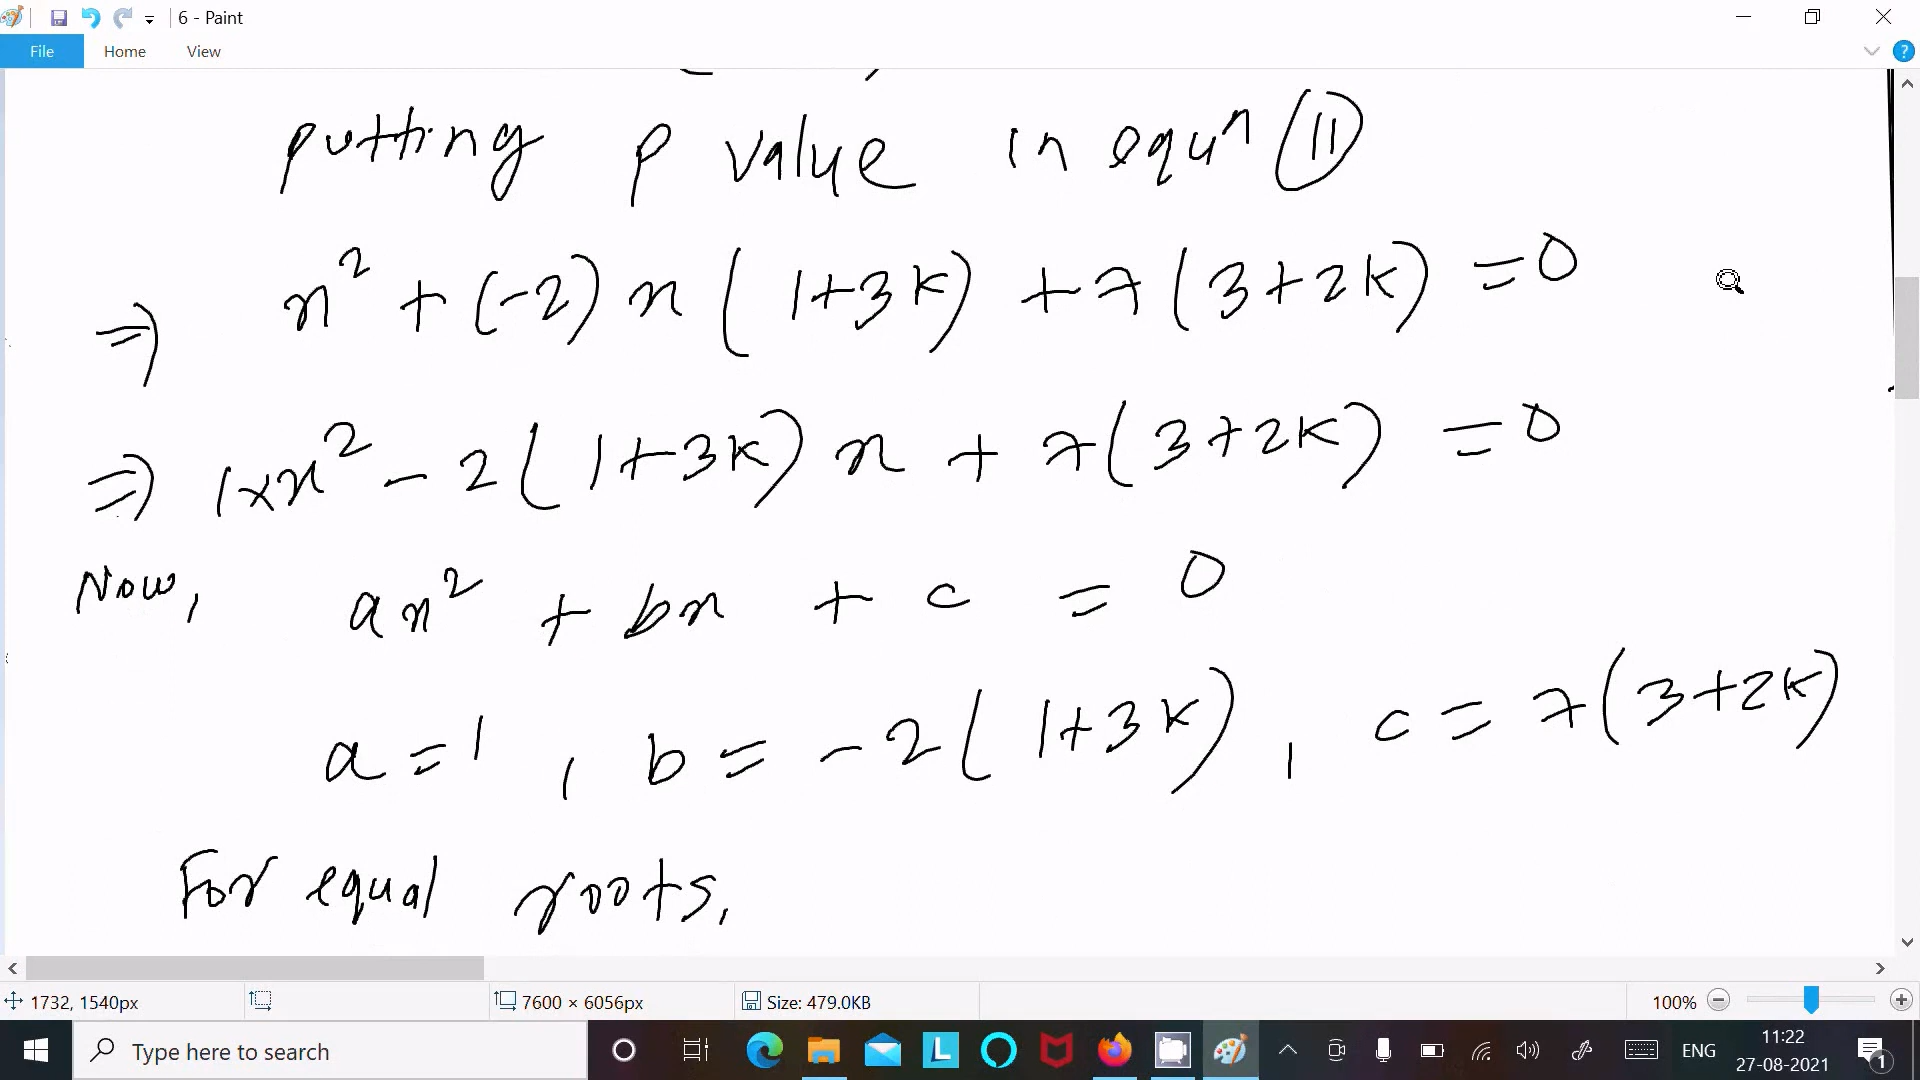 6 - Paint
File Home View
putting p value in equⁿ (11)
⇒ x² + (-2) x (1+3K) + 7 (3+2K) = 0
⇒ 1×x² - 2 (1+3K) x + 7 (3+2K) = 0
Now, ax² + bx + c = 0
a = 1 , b = -2 (1+3K) , c = 7 (3+2K)
For equal roots,
1732, 1540px 7600 × 6056px Size: 479.0KB 100%
Type here to search ENG 11:22
27-08-2021 1